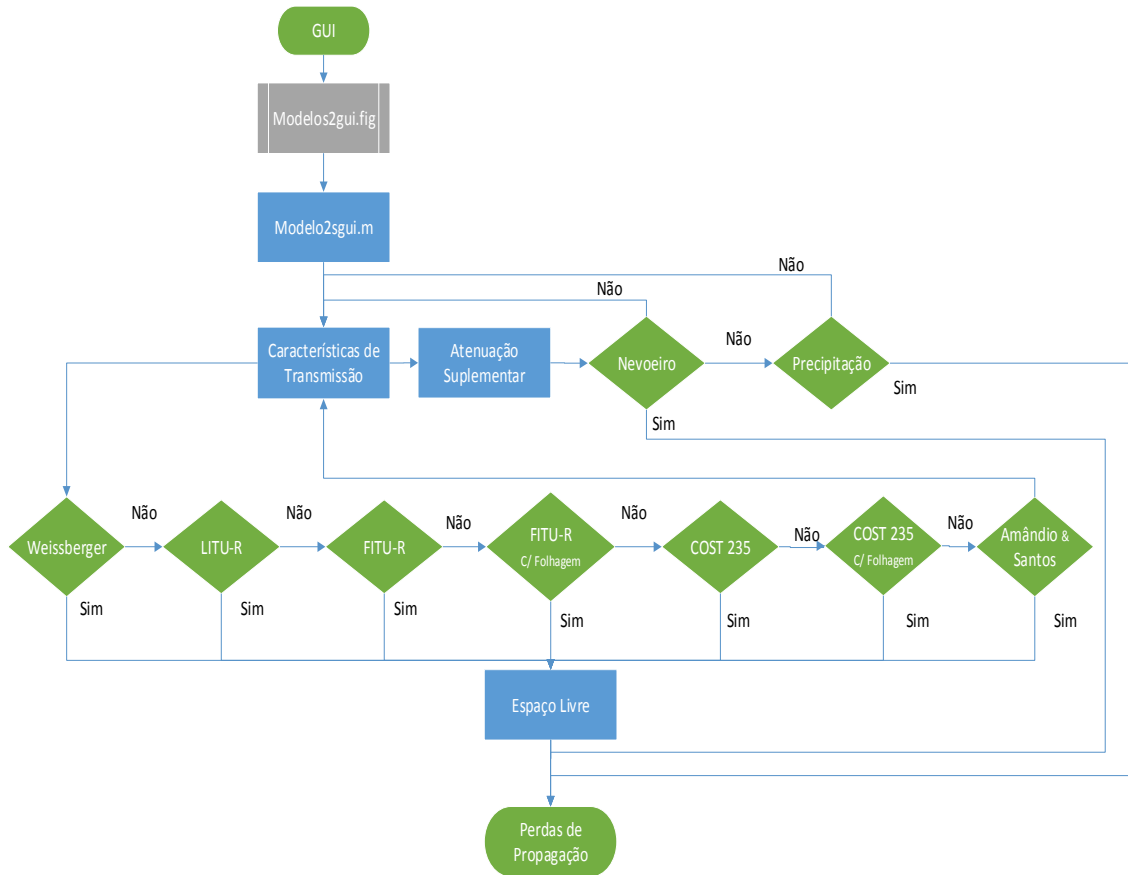 GUI
Modelos2gui.fig
Modelo2sgui.m
Não
Não
Características de
Transmissão
Atenuação
Suplementar
Nevoeiro
Não
Precipitação
Sim
Sim
Weissberger
Não
LITU-R
Não
FITU-R
Não
FITU-R
C/ Folhagem
Não
COST 235
Não
COST 235
C/ Folhagem
Não
Amândio &
Santos
Sim
Sim
Sim
Sim
Sim
Sim
Sim
Espaço Livre
Perdas de
Propagação